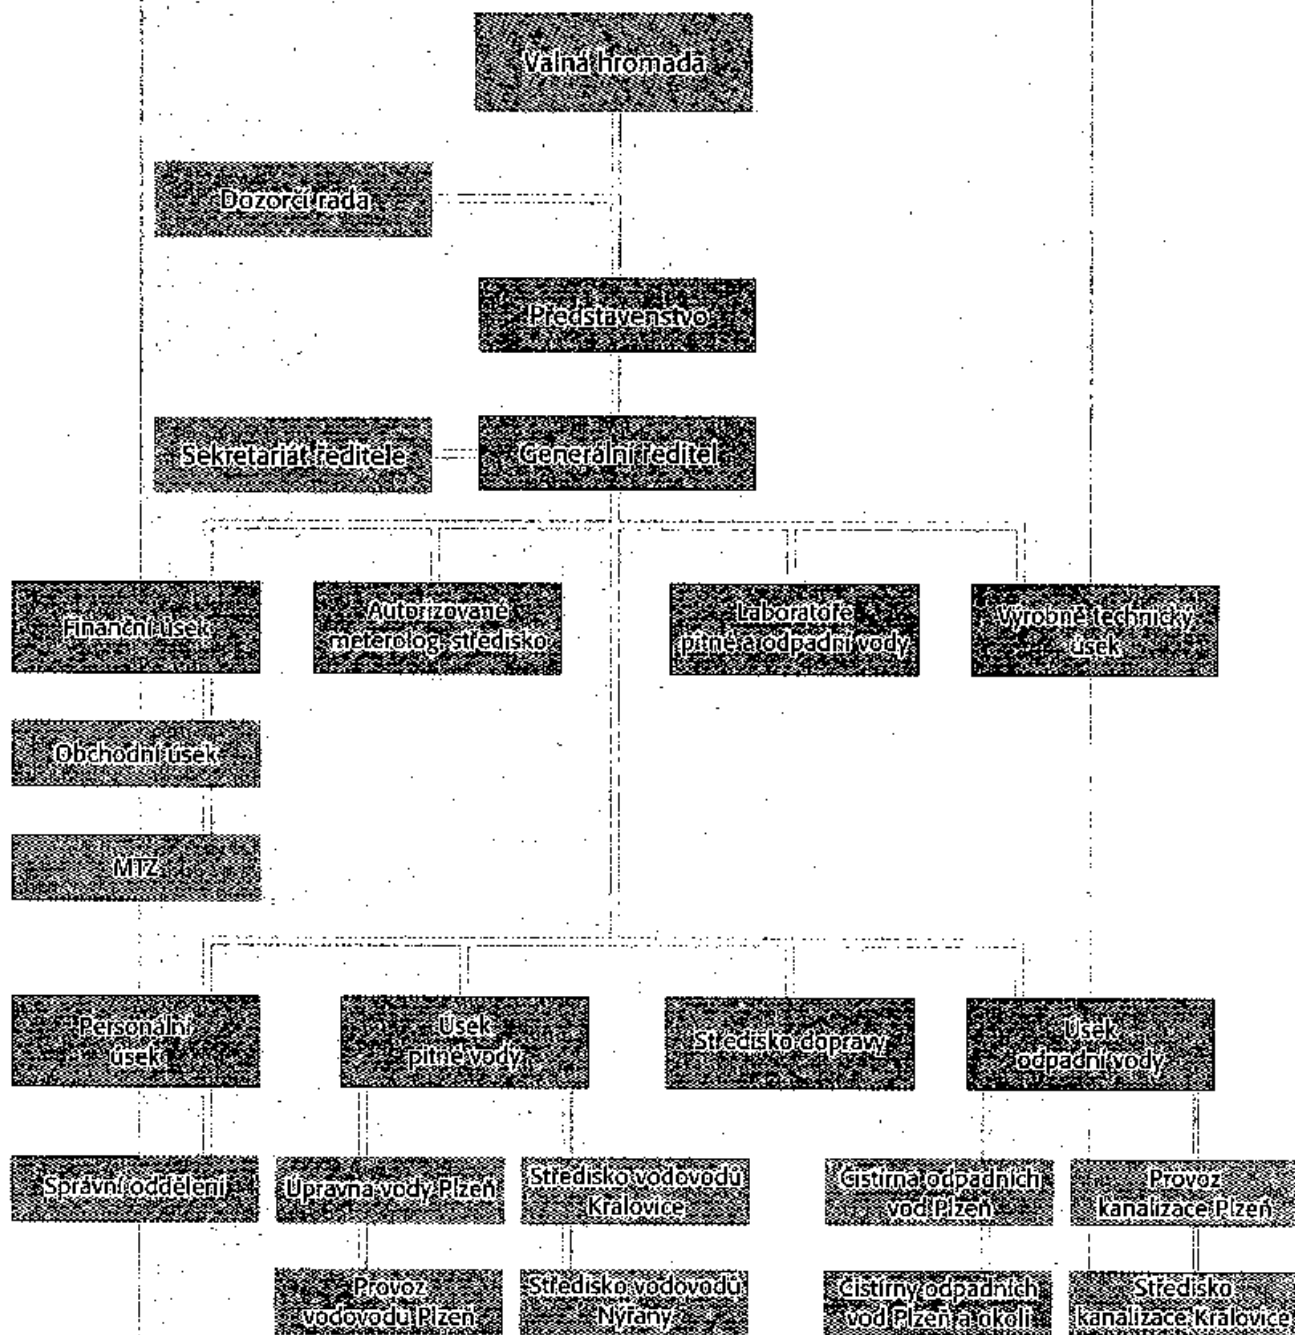 Valná hromada
Dozorčí rada
Představenstvo
Sekretariát ředitele
Generální ředitel
Finanční úsek
Autorizované
meterolog. středisko
Laboratoře
pitné a odpadní vody
Výrobně technický
úsek
Obchodní úsek
MTZ
Personální
úsek
Úsek
pitné vody
Středisko dopravy
Úsek
odpadní vody
Správní oddělení
Úpravna vody Plzeň
Středisko vodovodů
Kralovice
Čistírna odpadních
vod Plzeň
Provoz
kanalizace Plzeň
Provoz
vodovodu Plzeň
Středisko vodovodů
Nýřany
Čistírny odpadních
vod Plzeň a okolí
Středisko
kanalizace Kralovice